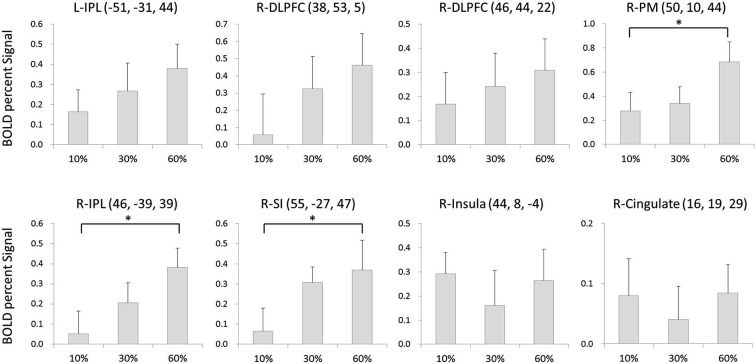 L-IPL (-51, -31, 44)
BOLD percent Signal
0.6
0.5
0.4
0.3
0.2
0.1
0.0
10% 30% 60%
R-DLPFC (38, 53, 5)
0.7
0.6
0.5
0.4
0.3
0.2
0.1
0.0
10% 30% 60%
R-DLPFC (46, 44, 22)
0.5
0.4
0.3
0.2
0.1
0.0
10% 30% 60%
R-PM (50, 10, 44)
*
1.0
0.8
0.6
0.4
0.2
0.0
10% 30% 60%
R-IPL (46, -39, 39)
*
BOLD percent Signal
0.6
0.5
0.4
0.3
0.2
0.1
0.0
10% 30% 60%
R-SI (55, -27, 47)
*
0.6
0.5
0.4
0.3
0.2
0.1
0.0
10% 30% 60%
R-Insula (44, 8, -4)
0.5
0.4
0.3
0.2
0.1
0.0
10% 30% 60%
R-Cingulate (16, 19, 29)
0.2
0.1
0.0
10% 30% 60%